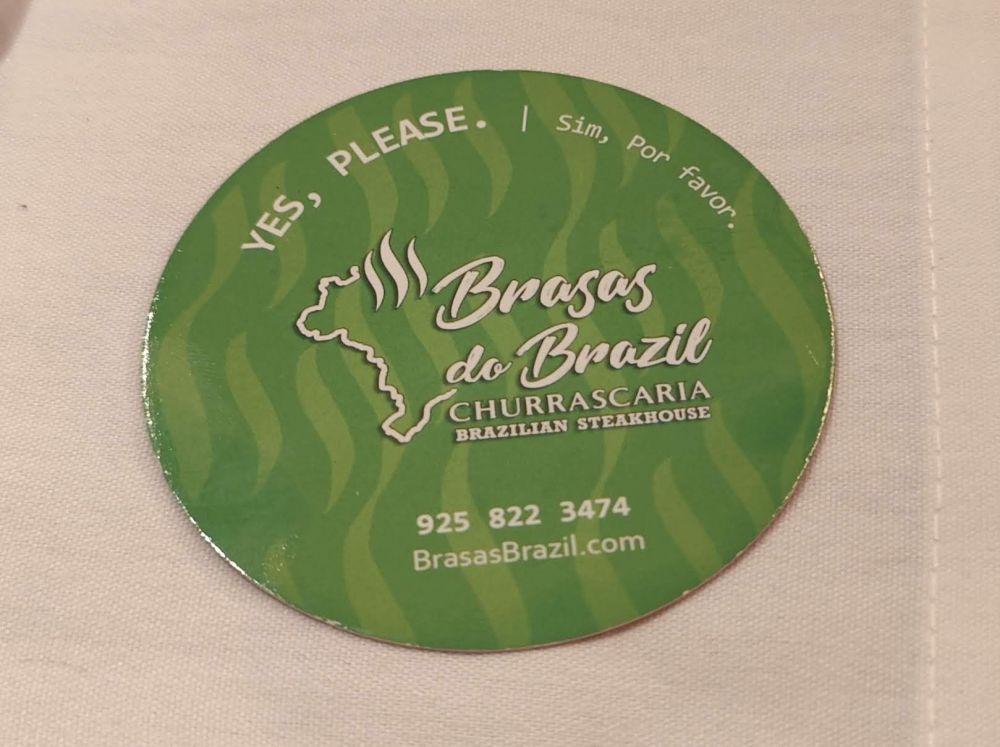 YES, PLEASE. | Sim, Por favor.
Brasas
do Brazil
CHURRASCARIA
BRAZILIAN STEAKHOUSE
925 822 3474
BrasasBrazil.com